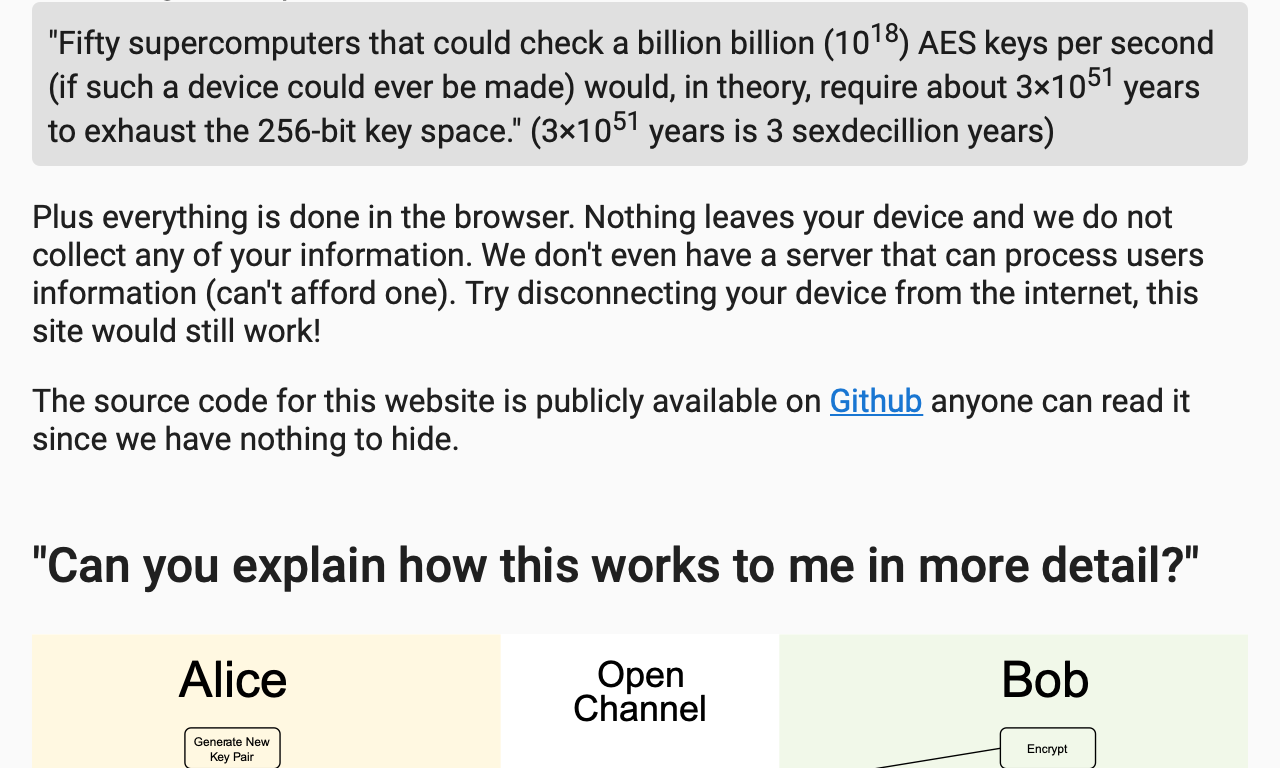 "Fifty supercomputers that could check a billion billion (10¹⁸) AES keys per second
(if such a device could ever be made) would, in theory, require about 3×10⁵¹ years
to exhaust the 256-bit key space." (3×10⁵¹ years is 3 sexdecillion years)
Plus everything is done in the browser. Nothing leaves your device and we do not
collect any of your information. We don't even have a server that can process users
information (can't afford one). Try disconnecting your device from the internet, this
site would still work!
The source code for this website is publicly available on Github anyone can read it
since we have nothing to hide.
"Can you explain how this works to me in more detail?"
Alice
Open
Channel
Bob
Generate New
Key Pair
Encrypt